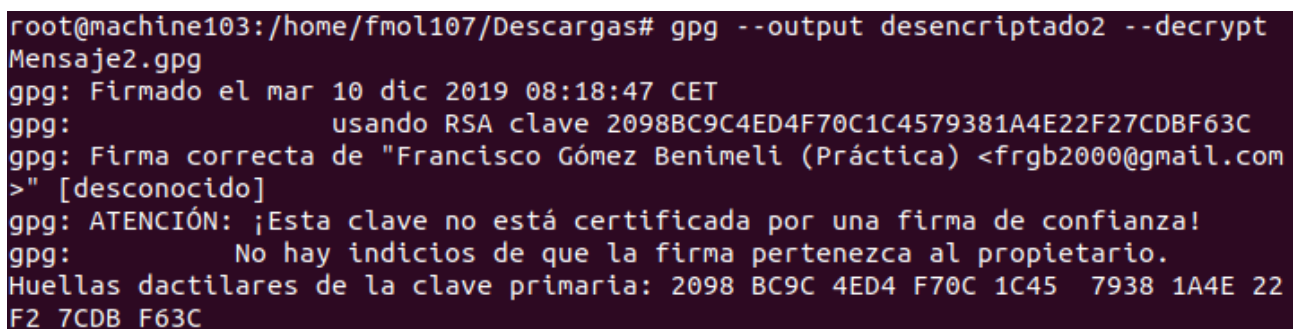 root@machine103:/home/fmol107/Descargas# gpg --output desencriptado2 --decrypt
Mensaje2.gpg
gpg: Firmado el mar 10 dic 2019 08:18:47 CET
gpg:                usando RSA clave 2098BC9C4ED4F70C1C4579381A4E22F27CDBF63C
gpg: Firma correcta de "Francisco Gómez Benimeli (Práctica) <frgb2000@gmail.com
>" [desconocido]
gpg: ATENCIÓN: ¡Esta clave no está certificada por una firma de confianza!
gpg:          No hay indicios de que la firma pertenezca al propietario.
Huellas dactilares de la clave primaria: 2098 BC9C 4ED4 F70C 1C45  7938 1A4E 22
F2 7CDB F63C